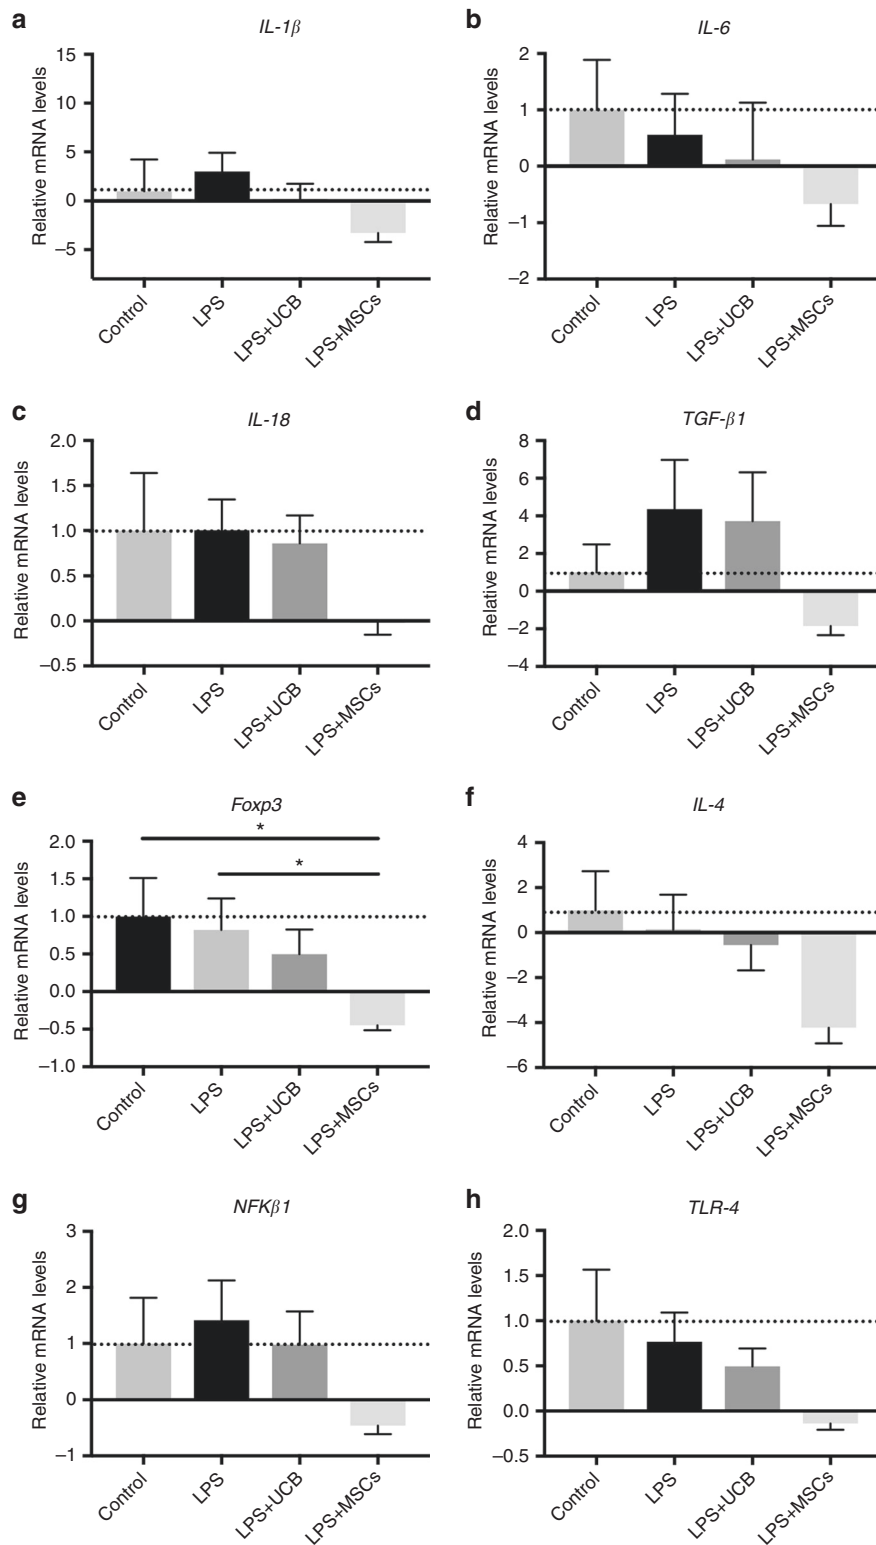 a
IL-1β
Relative mRNA levels
15
10
5
0
–5
Control
LPS
LPS+UCB
LPS+MSCs
b
IL-6
Relative mRNA levels
2
1
0
–1
–2
Control
LPS
LPS+UCB
LPS+MSCs
c
IL-18
Relative mRNA levels
2.0
1.5
1.0
0.5
0.0
–0.5
Control
LPS
LPS+UCB
LPS+MSCs
d
TGF-β1
Relative mRNA levels
8
6
4
2
0
–2
–4
Control
LPS
LPS+UCB
LPS+MSCs
e
Foxp3
*
*
Relative mRNA levels
2.0
1.5
1.0
0.5
0.0
–0.5
–1.0
Control
LPS
LPS+UCB
LPS+MSCs
f
IL-4
Relative mRNA levels
4
2
0
–2
–4
–6
Control
LPS
LPS+UCB
LPS+MSCs
g
NFKβ1
Relative mRNA levels
3
2
1
0
–1
Control
LPS
LPS+UCB
LPS+MSCs
h
TLR-4
Relative mRNA levels
2.0
1.5
1.0
0.5
0.0
–0.5
Control
LPS
LPS+UCB
LPS+MSCs